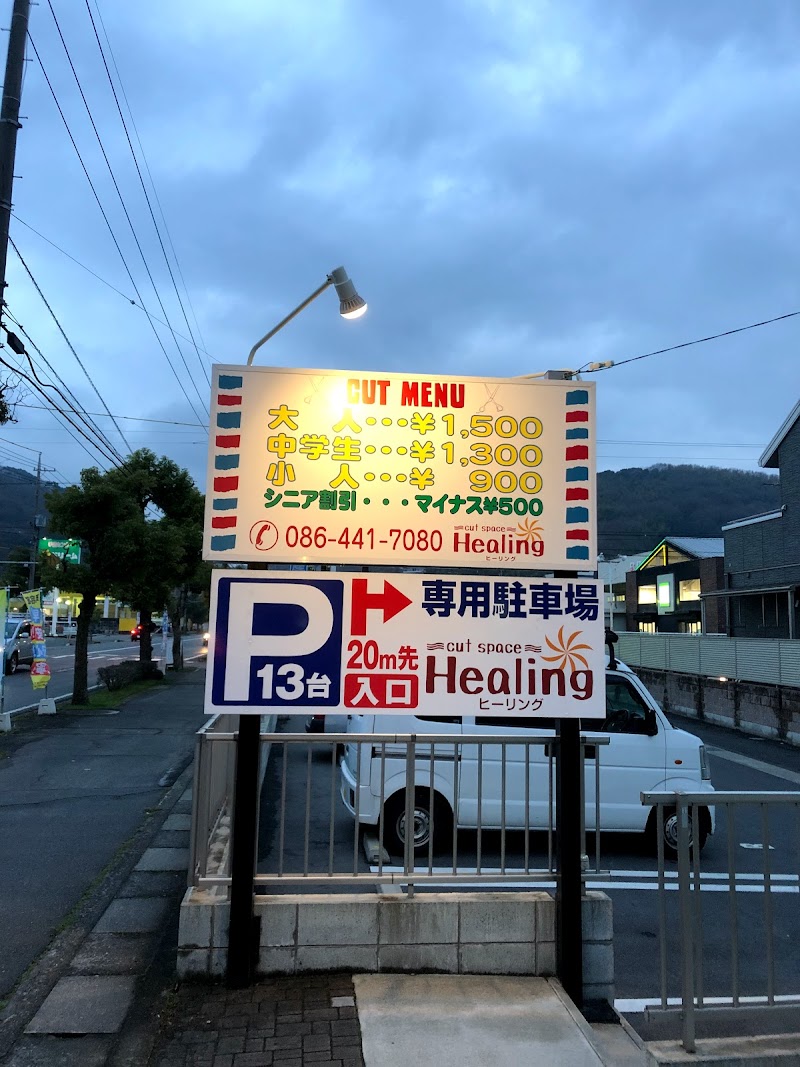 CUT MENU
大　人・・・¥1,500
中学生・・・¥1,300
小　人・・・¥　900
シニア割引・・・マイナス¥500
086-441-7080
cut space
Healing
ヒーリング
P
13台
20m先
入口
専用駐車場
cut space
Healing
ヒーリング